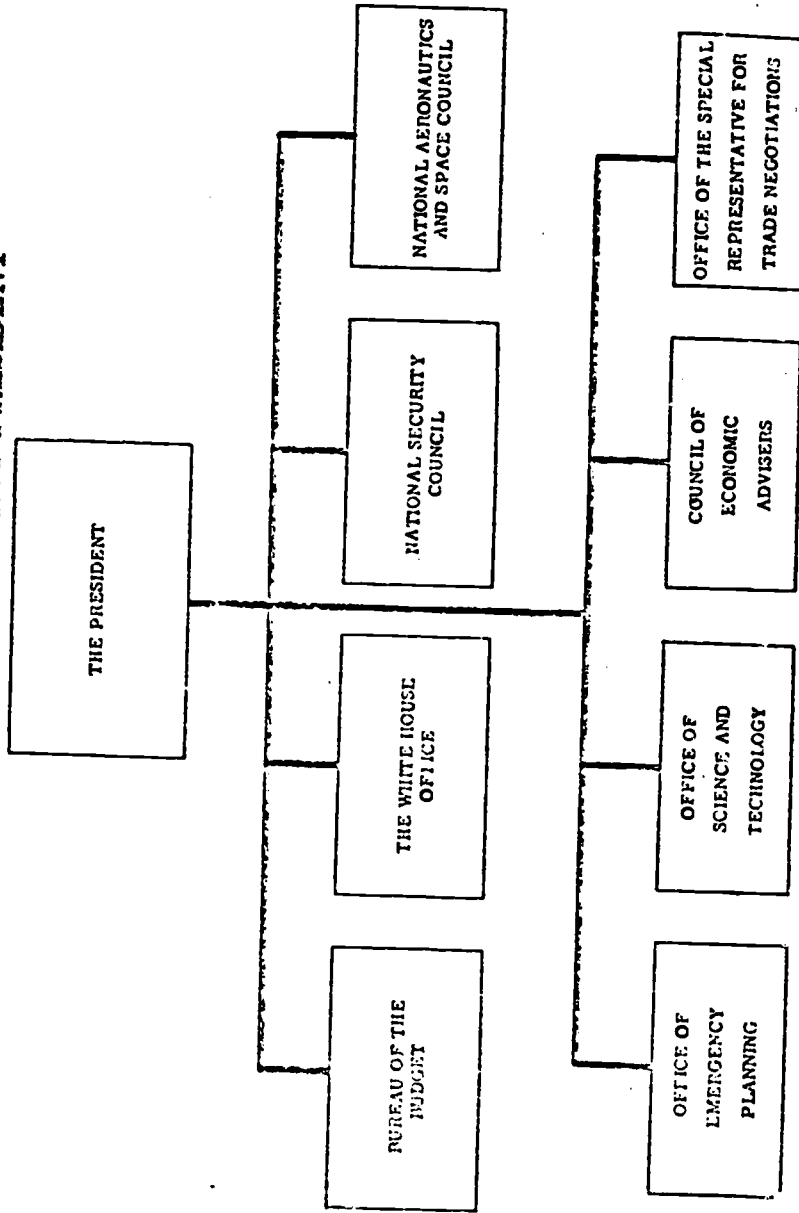 THE PRESIDENT
BUREAU OF THE
BUDGET
THE WHITE HOUSE
OFFICE
NATIONAL SECURITY
COUNCIL
NATIONAL AERONAUTICS
AND SPACE COUNCIL
OFFICE OF
EMERGENCY
PLANNING
OFFICE OF
SCIENCE AND
TECHNOLOGY
COUNCIL OF
ECONOMIC
ADVISERS
OFFICE OF THE SPECIAL
REPRESENTATIVE FOR
TRADE NEGOTIATIONS